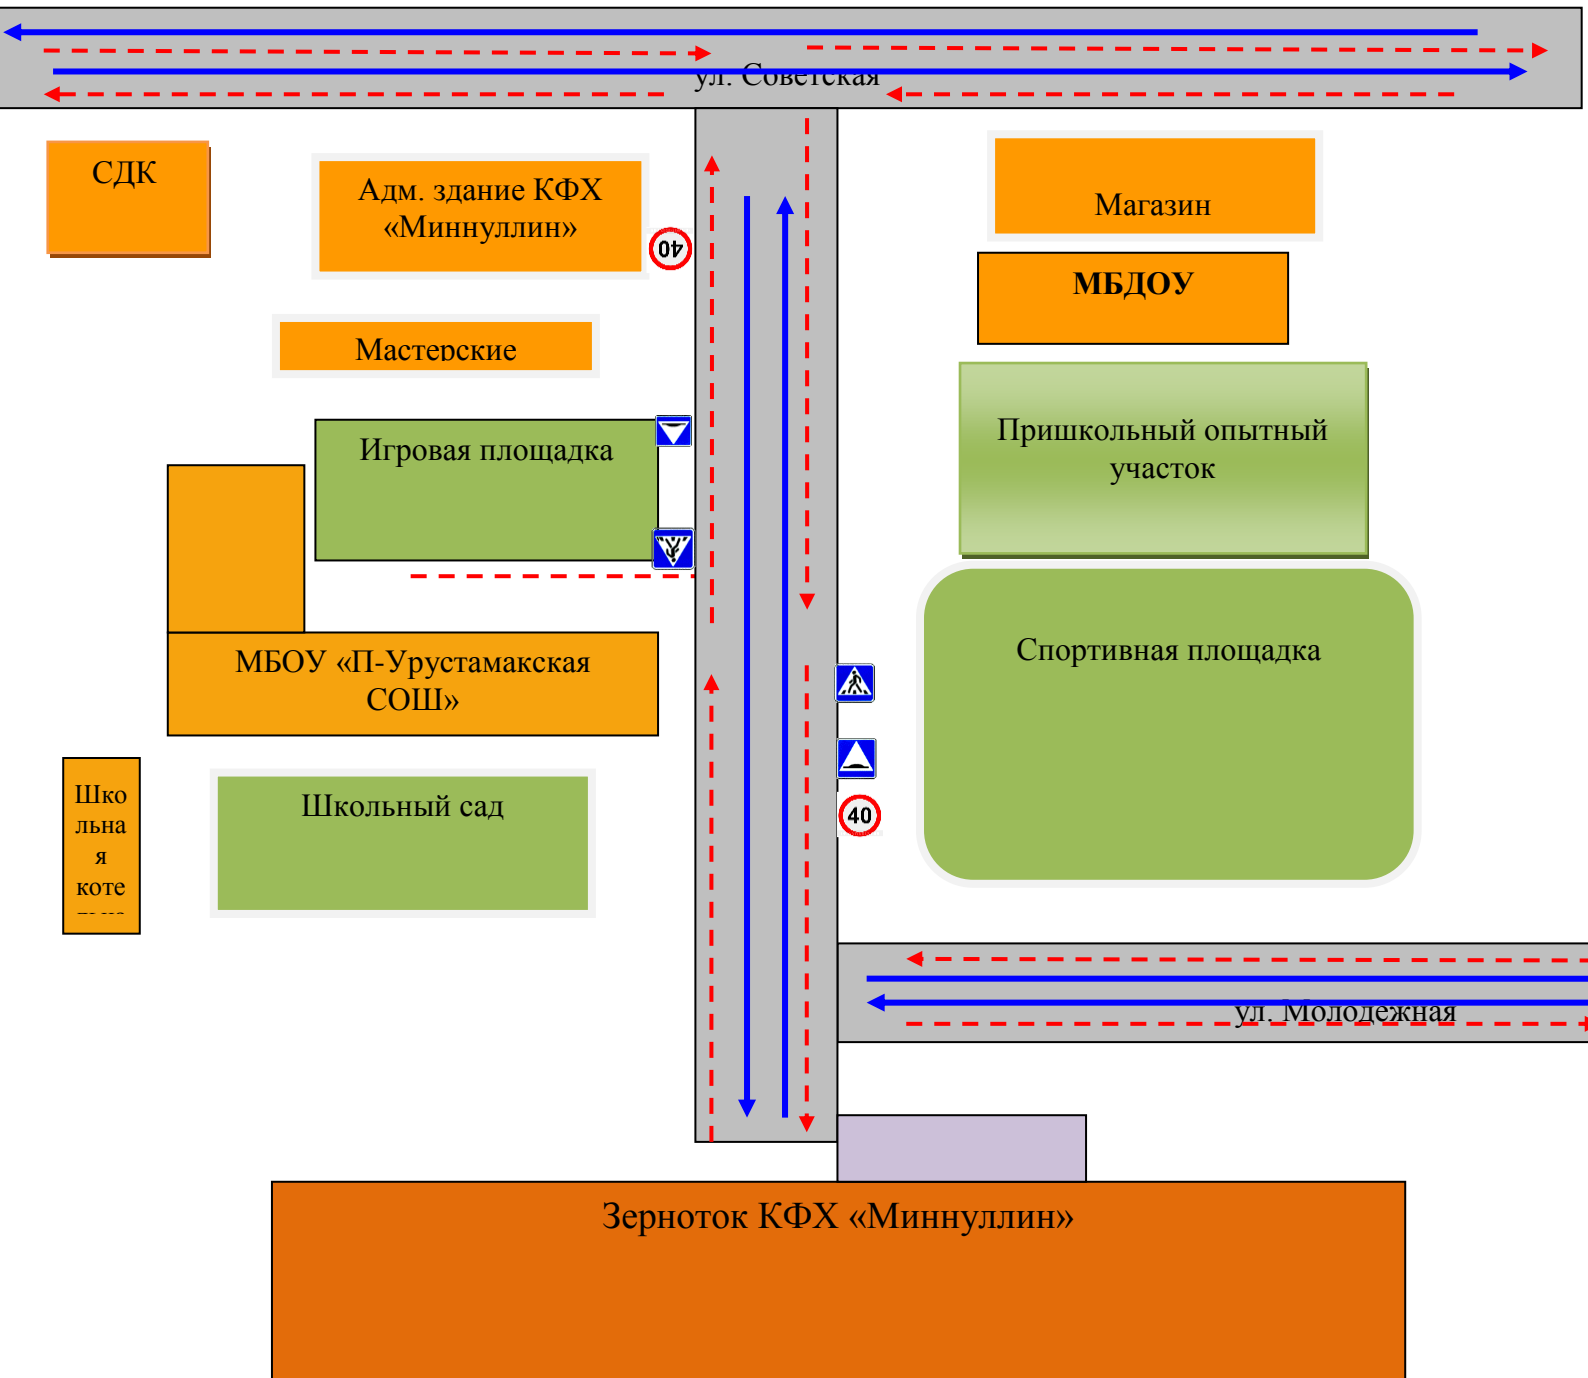 ул. Советская
СДК
Адм. здание КФХ
«Миннуллин»
40
Магазин
МБДОУ
Мастерские
Игровая площадка
Пришкольный опытный
участок
МБОУ «П-Урустамакская
СОШ»
Спортивная площадка
Шко
льна
я
коте
Школьный сад
40
ул. Молодежная
Зерноток КФХ «Миннуллин»